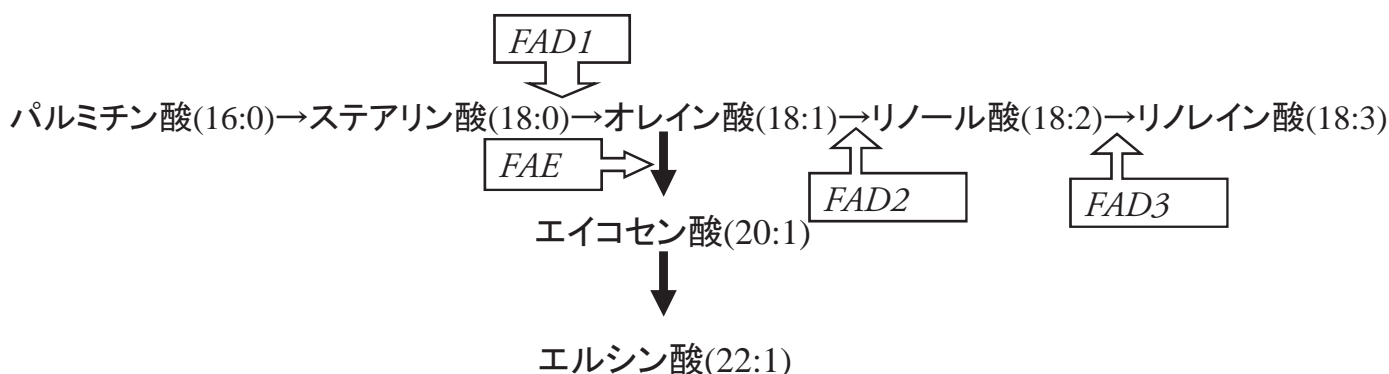 FAD1
パルミチン酸(16:0)→ステアリン酸(18:0)→オレイン酸(18:1)→リノール酸(18:2)→リノレイン酸(18:3)
FAE
FAD2
FAD3
エイコセン酸(20:1)
エルシン酸(22:1)